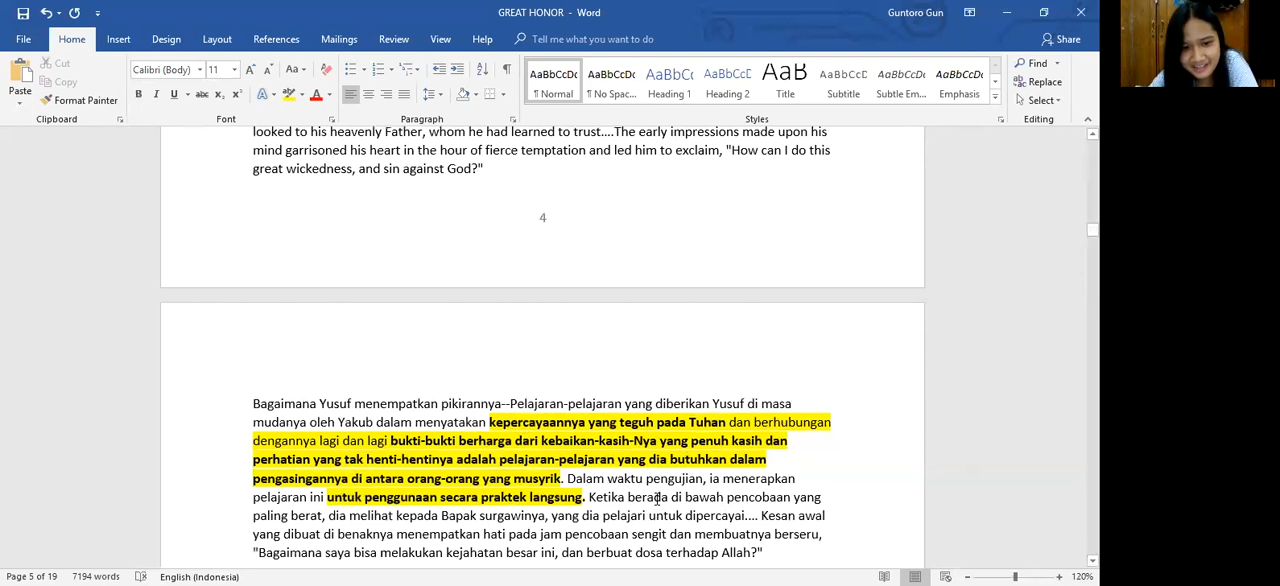 GREAT HONOR - Word
Guntoro Gun
File Home Insert Design Layout References Mailings Review View Help Tell me what you want to do Share
Paste
Cut
Copy
Format Painter
Clipboard
Calibri (Body) 11
Font
Paragraph
AaBbCcDc AaBbCcDc AaBbCc AaBbCcC AaB AaBbCcD AaBbCcDc AaBbCcDc
¶ Normal ¶ No Spac... Heading 1 Heading 2 Title Subtitle Subtle Em... Emphasis
Styles
Find
Replace
Select
Editing
looked to his heavenly Father, whom he had learned to trust....The early impressions made upon his
mind garrisoned his heart in the hour of fierce temptation and led him to exclaim, "How can I do this
great wickedness, and sin against God?"
4
Bagaimana Yusuf menempatkan pikirannya--Pelajaran-pelajaran yang diberikan Yusuf di masa
mudanya oleh Yakub dalam menyatakan kepercayaannya yang teguh pada Tuhan dan berhubungan
dengannya lagi dan lagi bukti-bukti berharga dari kebaikan-kasih-Nya yang penuh kasih dan
perhatian yang tak henti-hentinya adalah pelajaran-pelajaran yang dia butuhkan dalam
pengasingannya di antara orang-orang yang musyrik. Dalam waktu pengujian, ia menerapkan
pelajaran ini untuk penggunaan secara praktek langsung. Ketika berada di bawah pencobaan yang
paling berat, dia melihat kepada Bapak surgawinya, yang dia pelajari untuk dipercayai.... Kesan awal
yang dibuat di benaknya menempatkan hati pada jam pencobaan sengit dan membuatnya berseru,
"Bagaimana saya bisa melakukan kejahatan besar ini, dan berbuat dosa terhadap Allah?"
Page 5 of 19 7194 words English (Indonesia) 120%